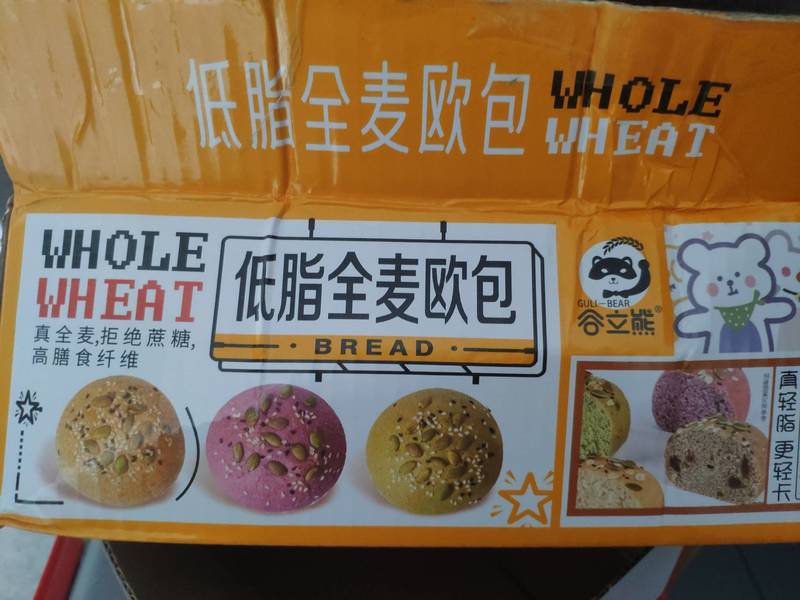 低脂全麦欧包 WHOLE WHEAT
WHOLE
WHEAT
真全麦,拒绝蔗糖,
高膳食纤维
低脂全麦欧包
BREAD
GULI-BEAR
谷立熊®
真轻脂 更轻卡